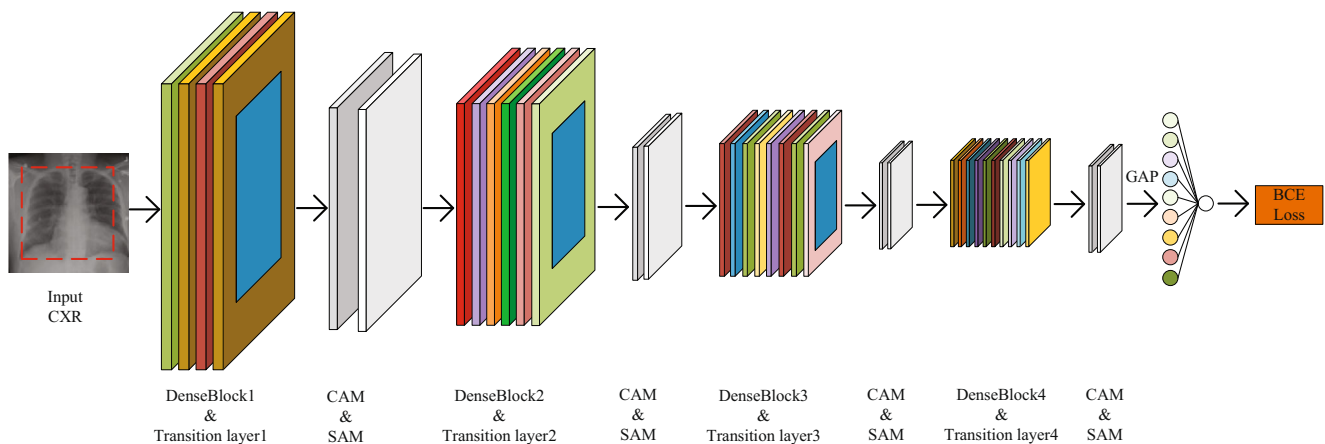 GAP
BCE
Loss
Input
CXR
DenseBlock1
&
Transition layer1
CAM
&
SAM
DenseBlock2
&
Transition layer2
CAM
&
SAM
DenseBlock3
&
Transition layer3
CAM
&
SAM
DenseBlock4
&
Transition layer4
CAM
&
SAM